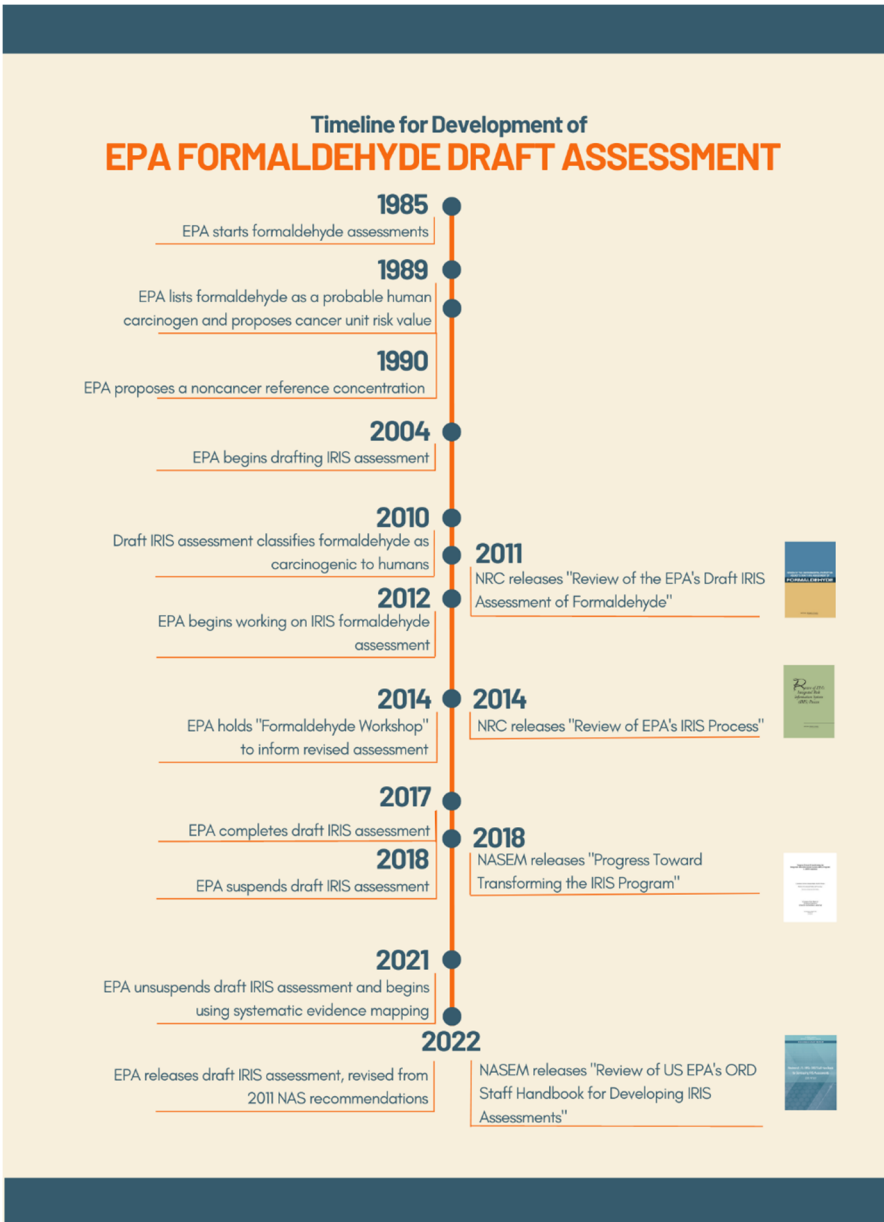 Timeline for Development of
EPA FORMALDEHYDE DRAFT ASSESSMENT
1985
EPA starts formaldehyde assessments
1989
EPA lists formaldehyde as a probable human
carcinogen and proposes cancer unit risk value
1990
EPA proposes a noncancer reference concentration
2004
EPA begins drafting IRIS assessment
2010
Draft IRIS assessment classifies formaldehyde as
carcinogenic to humans
2011
NRC releases "Review of the EPA's Draft IRIS
Assessment of Formaldehyde"
FORMALDEHYDE
2012
EPA begins working on IRIS formaldehyde
assessment
2014
EPA holds "Formaldehyde Workshop"
to inform revised assessment
2014
NRC releases "Review of EPA's IRIS Process"
2017
EPA completes draft IRIS assessment
2018
EPA suspends draft IRIS assessment
2018
NASEM releases "Progress Toward
Transforming the IRIS Program"
2021
EPA unsuspends draft IRIS assessment and begins
using systematic evidence mapping
2022
EPA releases draft IRIS assessment, revised from
2011 NAS recommendations
NASEM releases "Review of US EPA's ORD
Staff Handbook for Developing IRIS
Assessments"